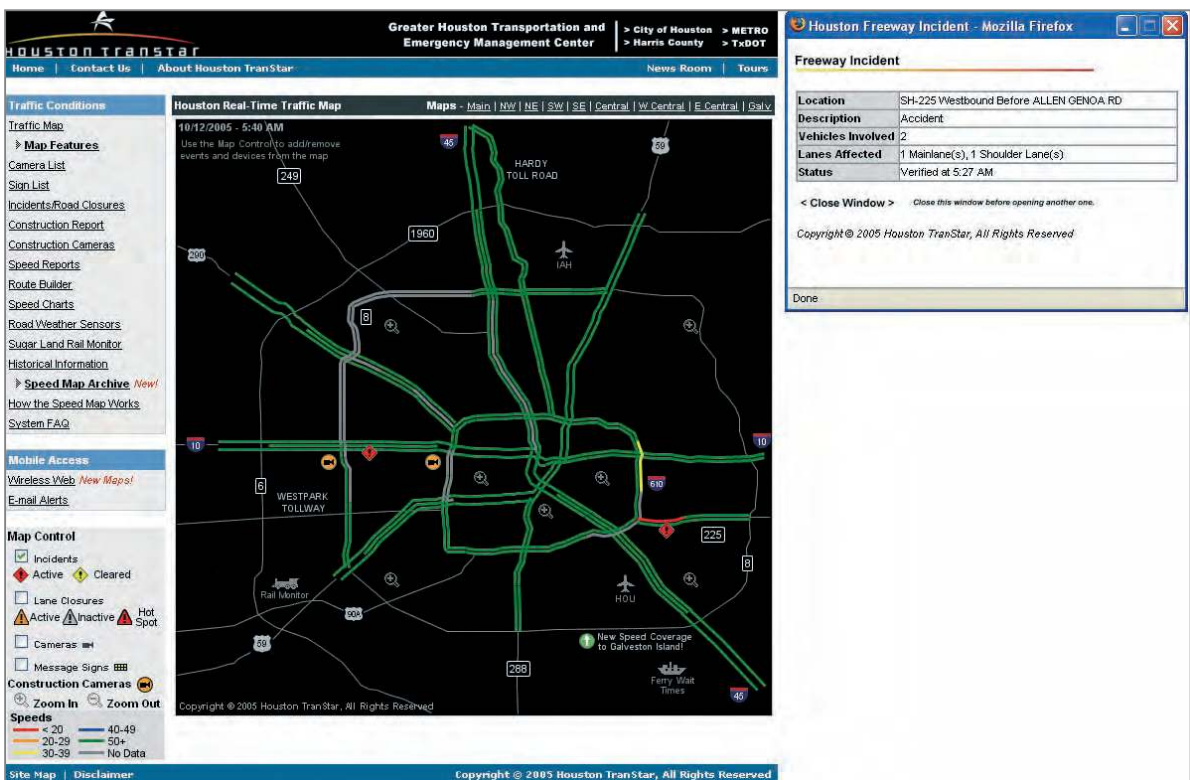 HOUSTON TRANSTAR
Greater Houston Transportation and
Emergency Management Center
> City of Houston > METRO
> Harris County > TxDOT
Home | Contact Us | About Houston TranStar
News Room | Tours
Traffic Conditions
Traffic Map
Map Features
Camera List
Sign List
Incidents/Road Closures
Construction Report
Construction Cameras
Speed Reports
Route Builder
Speed Charts
Road Weather Sensors
Sugar Land Rail Monitor
Historical Information
Speed Map Archive New!
How the Speed Map Works
System FAQ
Mobile Access
Wireless Web New Maps!
E-mail Alerts
Map Control
Incidents
Active Cleared
Lane Closures
Active Inactive Hot Spot
Cameras
Message Signs
Construction Cameras
Zoom In Zoom Out
Speeds
< 20 40-49
20-29 50+
30-39 No Data
Houston Real-Time Traffic Map
Maps - Main | NW | NE | SW | SE | Central | W Central | E Central | Galv
10/12/2005 - 5:40 AM
Use the Map Control to add/remove
events and devices from the map
45
59
HARDY
TOLL ROAD
249
1960
290
IAH
8
10
10
610
6
WESTPARK
TOLLWAY
225
8
Rail Monitor
HOU
90A
59
New Speed Coverage
to Galveston Island!
288
Ferry Wait
Times
45
Copyright © 2005 Houston TranStar, All Rights Reserved
Site Map | Disclaimer
Copyright © 2005 Houston TranStar, All Rights Reserved
Houston Freeway Incident - Mozilla Firefox
Freeway Incident
Location SH-225 Westbound Before ALLEN GENOA RD
Description Accident
Vehicles Involved 2
Lanes Affected 1 Mainlane(s), 1 Shoulder Lane(s)
Status Verified at 5:27 AM
< Close Window > Close this window before opening another one.
Copyright © 2005 Houston TranStar, All Rights Reserved
Done